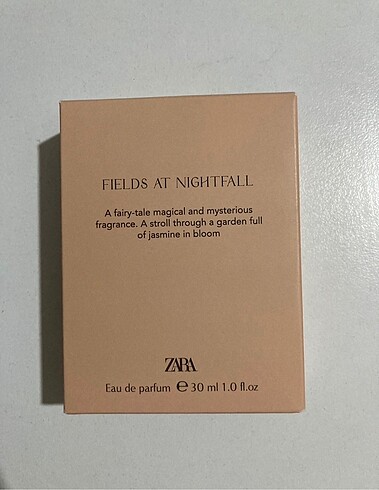 FIELDS AT NIGHTFALL
A fairy-tale magical and mysterious
fragrance. A stroll through a garden full
of jasmine in bloom
ZARA
Eau de parfum ℮ 30 ml 1.0 fl.oz